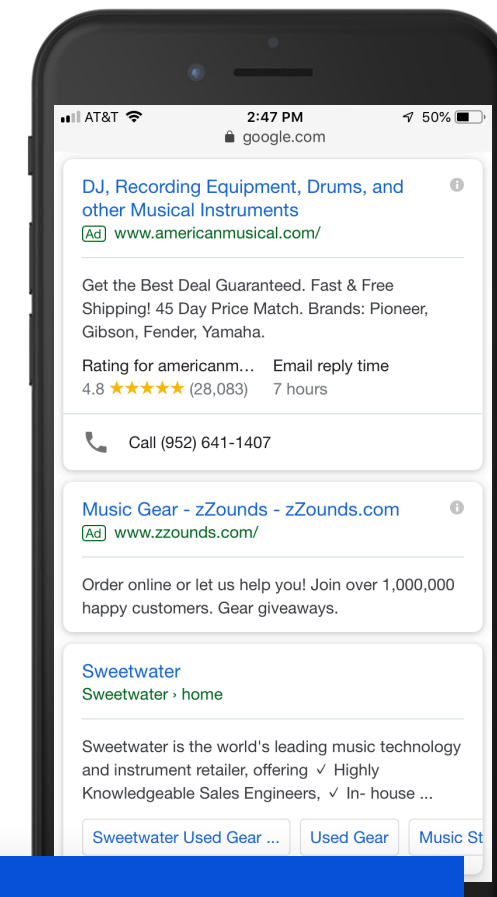 AT&T 2:47 PM 50%
google.com
DJ, Recording Equipment, Drums, and
other Musical Instruments
Ad www.americanmusical.com/
Get the Best Deal Guaranteed. Fast & Free
Shipping! 45 Day Price Match. Brands: Pioneer,
Gibson, Fender, Yamaha.
Rating for americanm... Email reply time
4.8 ★★★★★ (28,083) 7 hours
Call (952) 641-1407
Music Gear - zZounds - zZounds.com
Ad www.zzounds.com/
Order online or let us help you! Join over 1,000,000
happy customers. Gear giveaways.
Sweetwater
Sweetwater › home
Sweetwater is the world's leading music technology
and instrument retailer, offering ✓ Highly
Knowledgeable Sales Engineers, ✓ In- house ...
Sweetwater Used Gear ... Used Gear Music St